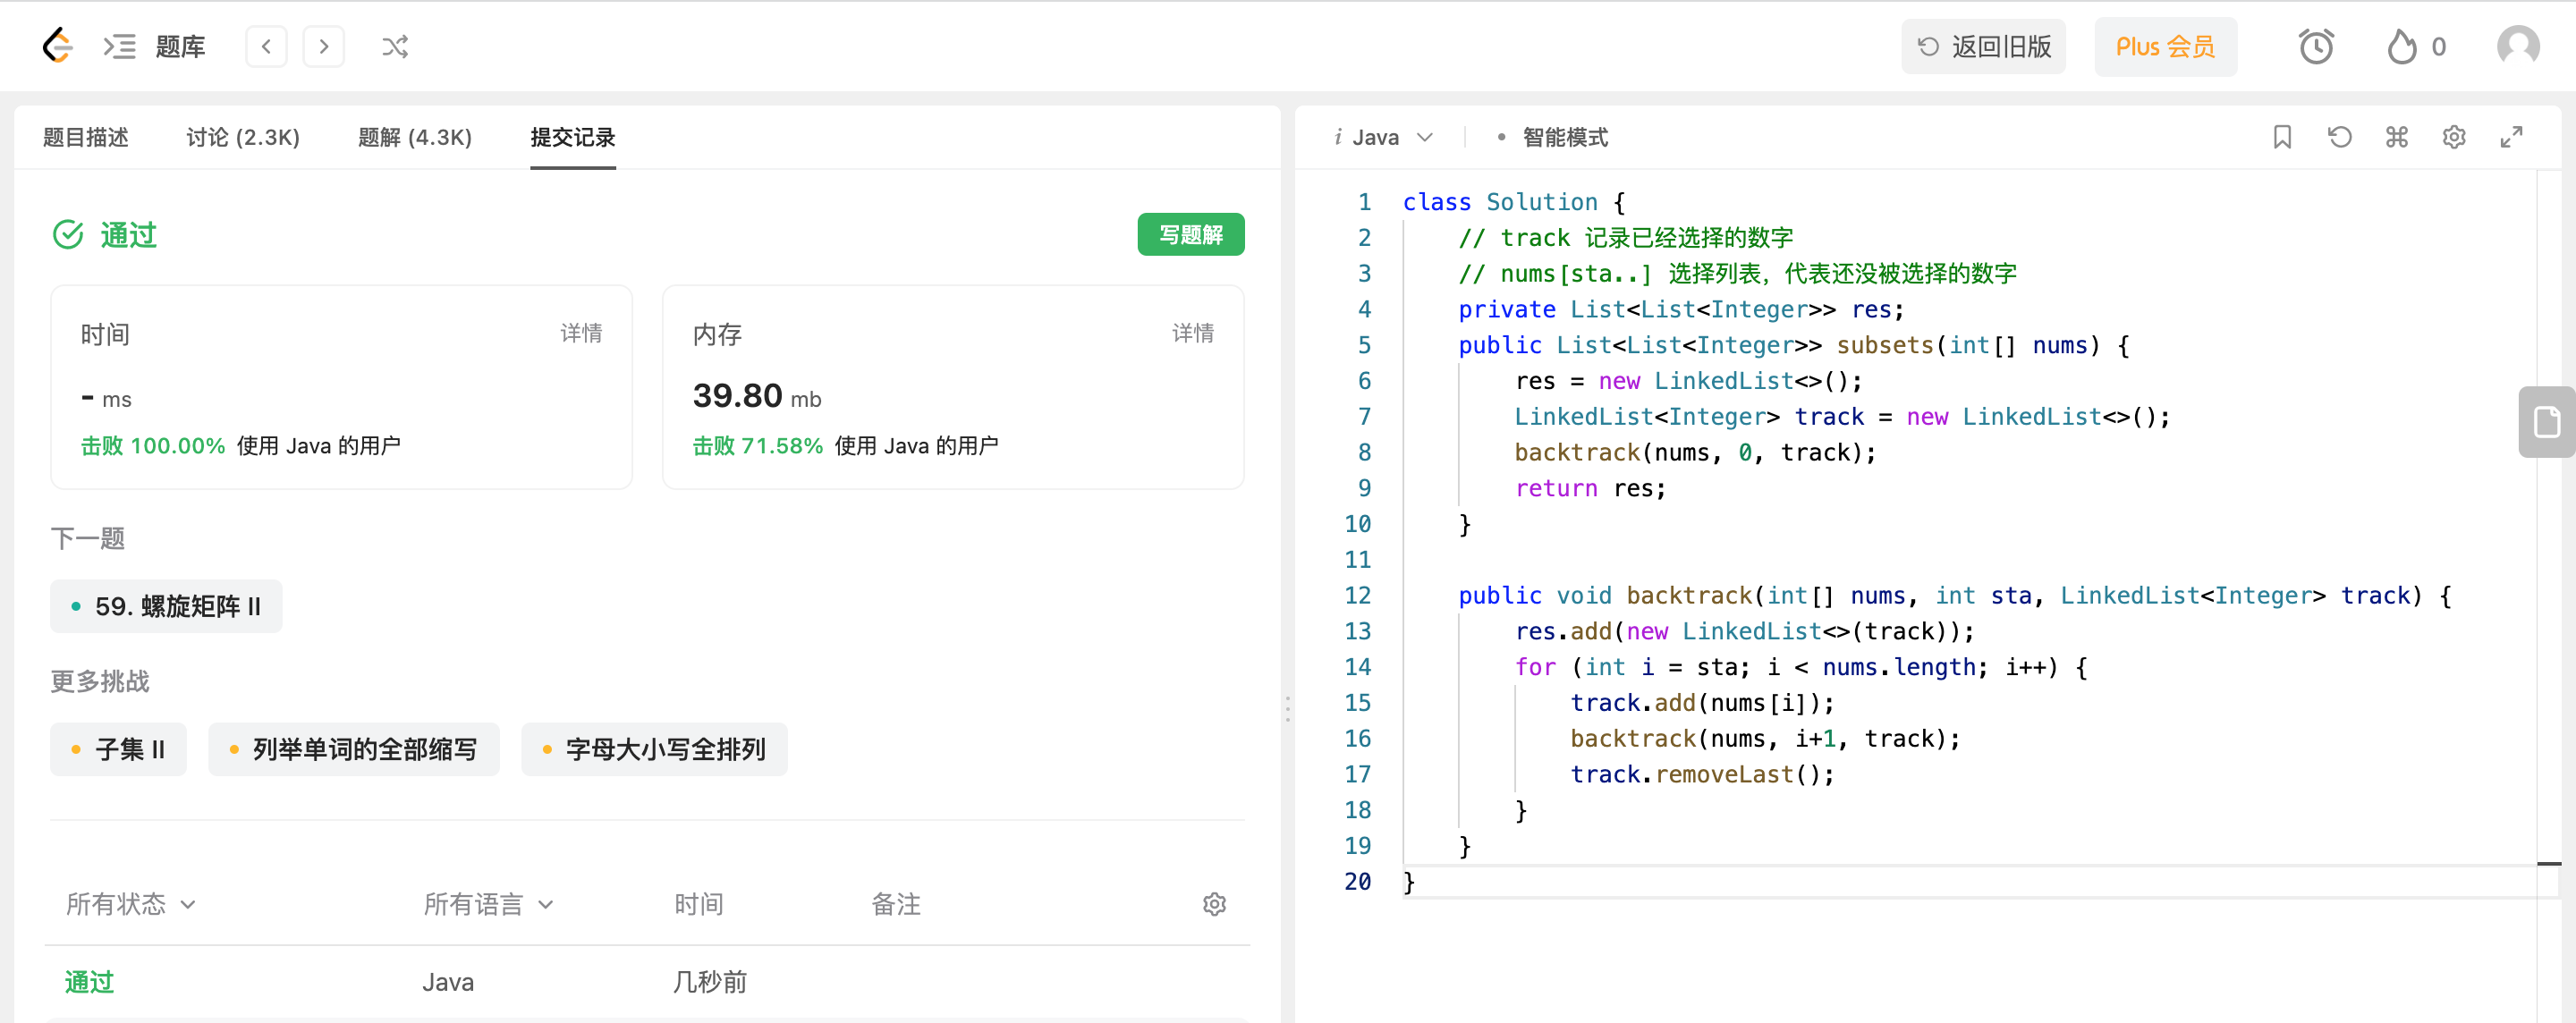 题库
返回旧版
Plus 会员
0
题目描述 讨论 (2.3K) 题解 (4.3K) 提交记录
通过
写题解
时间 详情
- ms
击败 100.00% 使用 Java 的用户
内存 详情
39.80 mb
击败 71.58% 使用 Java 的用户
下一题
59. 螺旋矩阵 II
更多挑战
子集 II 列举单词的全部缩写 字母大小写全排列
所有状态 所有语言 时间 备注
通过 Java 几秒前
i Java 智能模式
1 class Solution {
2     // track 记录已经选择的数字
3     // nums[sta..] 选择列表，代表还没被选择的数字
4     private List<List<Integer>> res;
5     public List<List<Integer>> subsets(int[] nums) {
6         res = new LinkedList<>();
7         LinkedList<Integer> track = new LinkedList<>();
8         backtrack(nums, 0, track);
9         return res;
10     }
11
12     public void backtrack(int[] nums, int sta, LinkedList<Integer> track) {
13         res.add(new LinkedList<>(track));
14         for (int i = sta; i < nums.length; i++) {
15             track.add(nums[i]);
16             backtrack(nums, i+1, track);
17             track.removeLast();
18         }
19     }
20 }